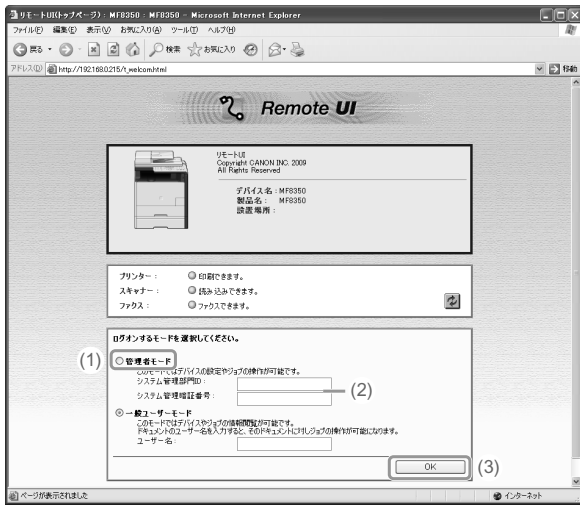 リモートUI(トップページ) : MF8350 : MF8350 - Microsoft Internet Explorer
ファイル(F) 編集(E) 表示(V) お気に入り(A) ツール(T) ヘルプ(H)
戻る 検索 お気に入り
アドレス(D) http://192.168.0.215/t_welcom.html 移動
Remote UI
リモートUI
Copyright CANON INC. 2009
All Rights Reserved
デバイス名 : MF8350
製品名 : MF8350
設置場所 :
プリンター : 印刷できます。
スキャナー : 読み込みできます。
ファクス : ファクスできます。
ログオンするモードを選択してください。
(1) 管理者モード
このモードではデバイスの設定やジョブの操作が可能です。
システム管理部門ID :
(2)
システム管理暗証番号 :
一般ユーザーモード
このモードではデバイスやジョブの情報閲覧が可能です。
ドキュメントのユーザー名を入力すると、そのドキュメントに対しジョブの操作が可能になります。
ユーザー名 :
OK (3)
ページが表示されました インターネット